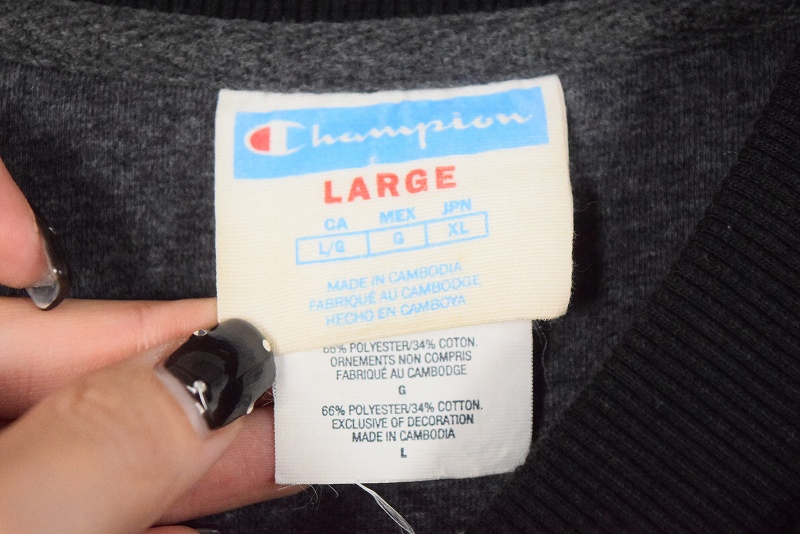 Champion
LARGE
CA MEX JPN
L/G G XL
MADE IN CAMBODIA
FABRIQUÉ AU CAMBODGE
HECHO EN CAMBOYA
66% POLYESTER/34% COTON.
ORNEMENTS NON COMPRIS
FABRIQUÉ AU CAMBODGE
G
66% POLYESTER/34% COTTON.
EXCLUSIVE OF DECORATION
MADE IN CAMBODIA
L